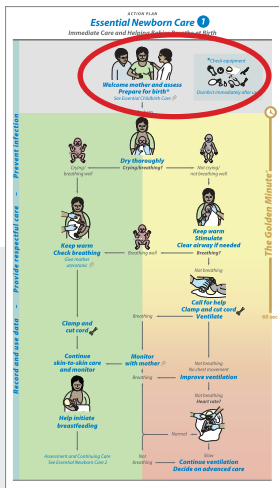 ACTION PLAN
Essential Newborn Care 1
Immediate Care and Helping Babies Breathe at Birth
Welcome mother and assess
Prepare for birth*
See Essential Childbirth Care
*Check equipment
Disinfect immediately after use
Dry thoroughly
Crying/breathing?
Crying/
breathing well
Not crying/
not breathing well
Keep warm
Check breathing
Give mother
uterotonic
Keep warm
Stimulate
Clear airway if needed
Breathing?
Breathing well
Not breathing
Call for help
Clamp and cut cord
Ventilate
60 sec
Breathing
Clamp and
cut cord
Continue
skin-to-skin care
and monitor
Monitor
with mother
Not breathing
No chest movement
Breathing
Improve ventilation
Not breathing
Heart rate?
Help initiate
breastfeeding
Normal
Slow
Assessment and Continuing Care
See Essential Newborn Care 2
Not
Breathing
Continue ventilation
Decide on advanced care
Record and use data – Provide respectful care – Prevent infection
The Golden Minute